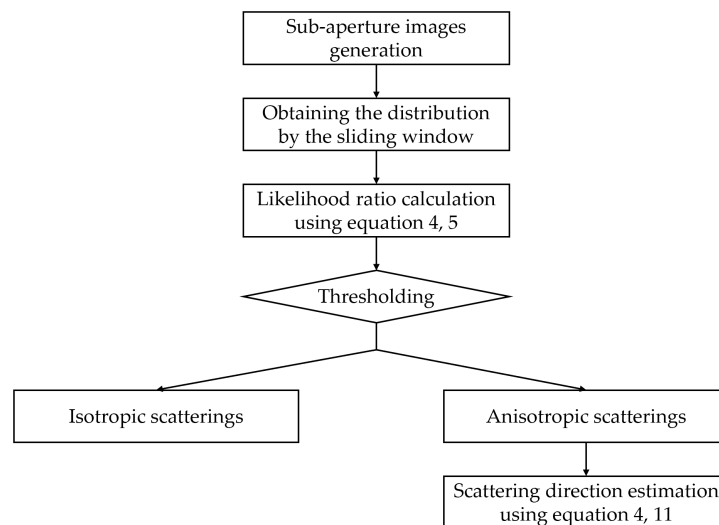 Sub-aperture images
generation
Obtaining the distribution
by the sliding window
Likelihood ratio calculation
using equation 4, 5
Thresholding
Isotropic scatterings
Anisotropic scatterings
Scattering direction estimation
using equation 4, 11